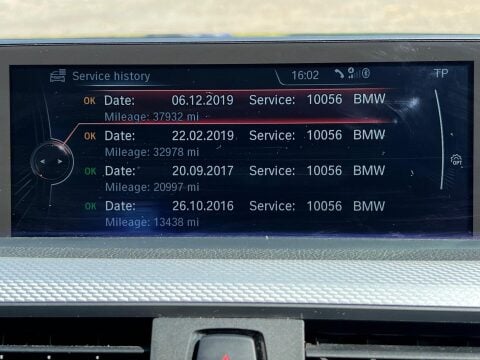 Service history
16:02
TP
OK Date: 06.12.2019 Service: 10056 BMW
Mileage: 37932 mi
OK Date: 22.02.2019 Service: 10056 BMW
Mileage: 32978 mi
OK Date: 20.09.2017 Service: 10056 BMW
Mileage: 20997 mi
OK Date: 26.10.2016 Service: 10056 BMW
Mileage: 13438 mi
OPT